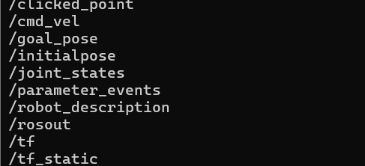 /clicked_point
/cmd_vel
/goal_pose
/initialpose
/joint_states
/parameter_events
/robot_description
/rosout
/tf
/tf_static